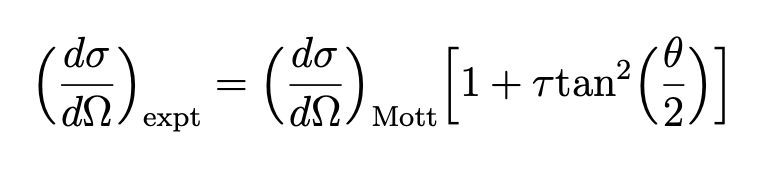 (dσ/dΩ)_expt = (dσ/dΩ)_Mott [1 + τtan²(θ/2)]